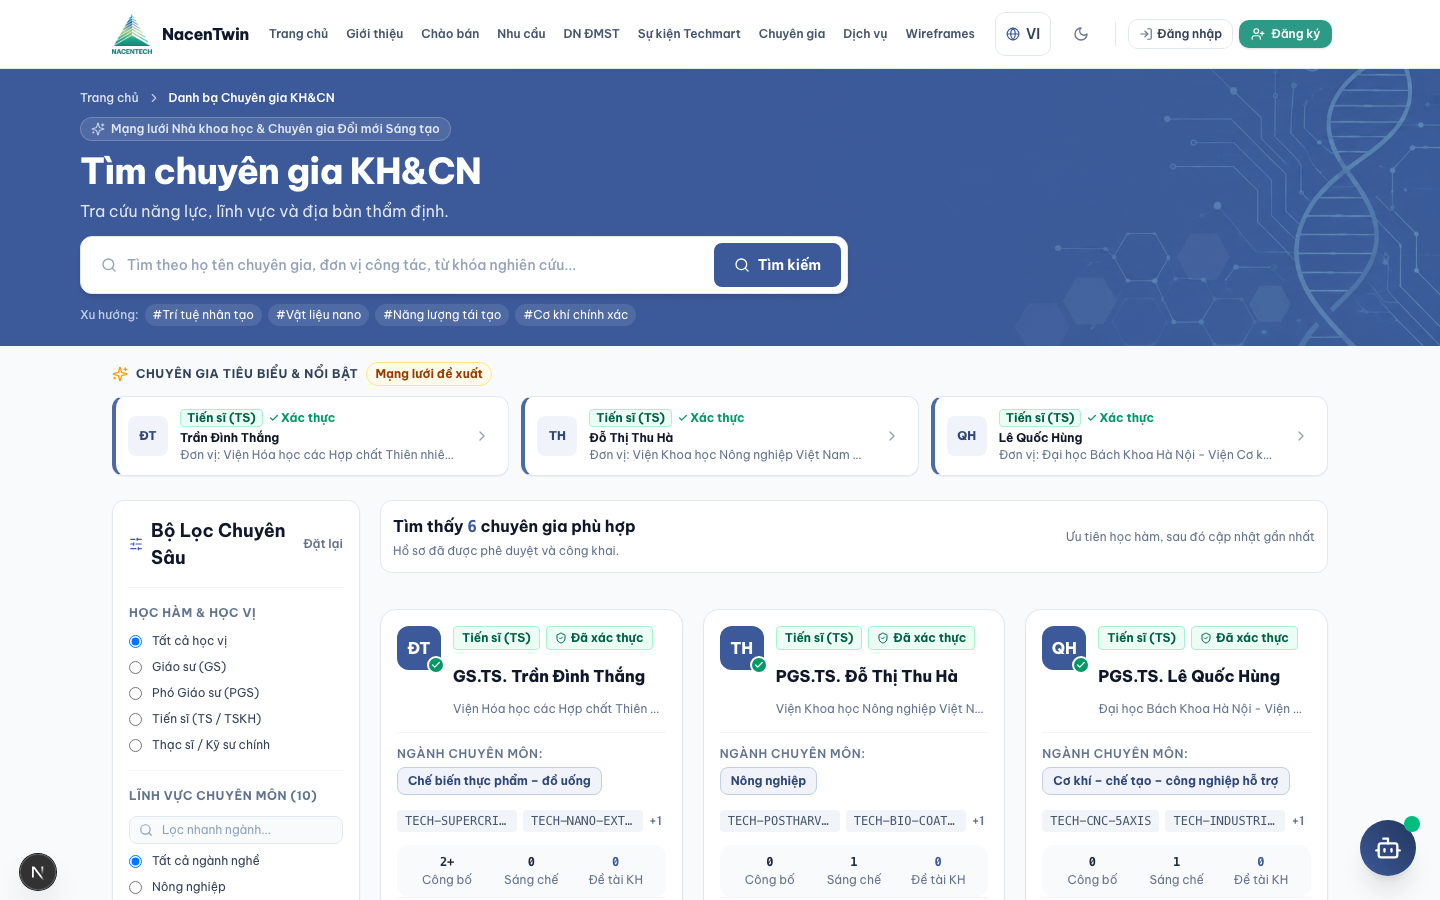 NACENTECH
NacenTwin
Trang chủ
Giới thiệu
Chào bán
Nhu cầu
DN ĐMST
Sự kiện Techmart
Chuyên gia
Dịch vụ
Wireframes
VI
Đăng nhập
Đăng ký
Trang chủ
Danh bạ Chuyên gia KH&CN
Mạng lưới Nhà khoa học & Chuyên gia Đổi mới Sáng tạo
Tìm chuyên gia KH&CN
Tra cứu năng lực, lĩnh vực và địa bàn thẩm định.
Tìm theo họ tên chuyên gia, đơn vị công tác, từ khóa nghiên cứu...
Tìm kiếm
Xu hướng:
#Trí tuệ nhân tạo
#Vật liệu nano
#Năng lượng tái tạo
#Cơ khí chính xác
CHUYÊN GIA TIÊU BIỂU & NỔI BẬT
Mạng lưới đề xuất
ĐT
Tiến sĩ (TS)
Xác thực
Trần Đình Thắng
Đơn vị: Viện Hóa học các Hợp chất Thiên nhiê...
TH
Tiến sĩ (TS)
Xác thực
Đỗ Thị Thu Hà
Đơn vị: Viện Khoa học Nông nghiệp Việt Nam ...
QH
Tiến sĩ (TS)
Xác thực
Lê Quốc Hùng
Đơn vị: Đại học Bách Khoa Hà Nội - Viện Cơ k...
Bộ Lọc Chuyên
Sâu
Đặt lại
HỌC HÀM & HỌC VỊ
Tất cả học vị
Giáo sư (GS)
Phó Giáo sư (PGS)
Tiến sĩ (TS / TSKH)
Thạc sĩ / Kỹ sư chính
LĨNH VỰC CHUYÊN MÔN (10)
Lọc nhanh ngành...
Tất cả ngành nghề
Nông nghiệp
N
Tìm thấy 6 chuyên gia phù hợp
Hồ sơ đã được phê duyệt và công khai.
Ưu tiên học hàm, sau đó cập nhật gần nhất
ĐT
Tiến sĩ (TS)
Đã xác thực
GS.TS. Trần Đình Thắng
Viện Hóa học các Hợp chất Thiên ...
NGÀNH CHUYÊN MÔN:
Chế biến thực phẩm – đồ uống
TECH-SUPERCRI...
TECH-NANO-EXT...
+1
2+
Công bố
0
Sáng chế
0
Đề tài KH
TH
Tiến sĩ (TS)
Đã xác thực
PGS.TS. Đỗ Thị Thu Hà
Viện Khoa học Nông nghiệp Việt N...
NGÀNH CHUYÊN MÔN:
Nông nghiệp
TECH-POSTHARV...
TECH-BIO-COAT...
+1
0
Công bố
1
Sáng chế
0
Đề tài KH
QH
Tiến sĩ (TS)
Đã xác thực
PGS.TS. Lê Quốc Hùng
Đại học Bách Khoa Hà Nội - Viện ...
NGÀNH CHUYÊN MÔN:
Cơ khí – chế tạo – công nghiệp hỗ trợ
TECH-CNC-5AXIS
TECH-INDUSTRI...
+1
0
Công bố
1
Sáng chế
0
Đề tài KH